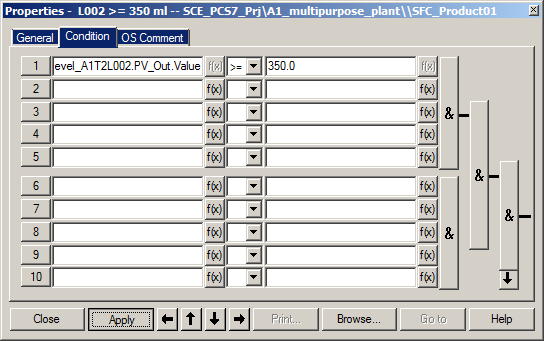 Properties - L002 >= 350 ml -- SCE_PCS7_Prj\A1_multipurpose_plant\\SFC_Product01
General Condition OS Comment
1 evel_A1T2L002.PV_Out.Value f(x) >= 350.0 f(x)
2 f(x) f(x)
3 f(x) f(x)
4 f(x) f(x)
5 f(x) f(x)
&
6 f(x) f(x)
7 f(x) f(x)
8 f(x) f(x)
9 f(x) f(x)
10 f(x) f(x)
&
&
&
Close Apply Print... Browse... Go to Help